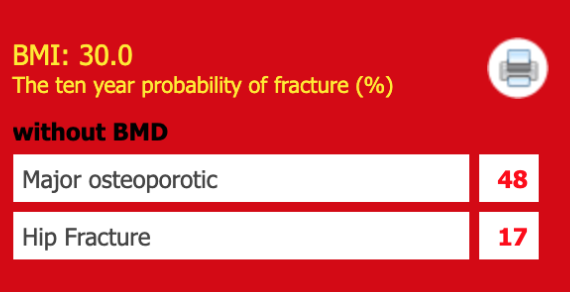 BMI: 30.0
The ten year probability of fracture (%)
without BMD
Major osteoporotic 48
Hip Fracture 17